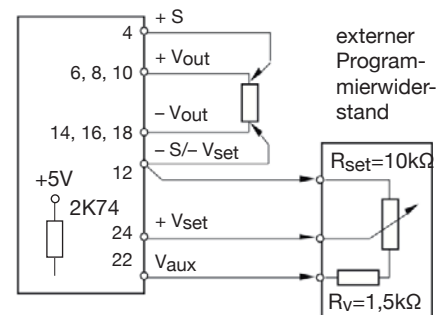 4
+ S
6, 8, 10
+ Vout
14, 16, 18
– Vout
– S/– Vset
12
+5V
2K74
24
+ Vset
22
Vaux
externer
Program-
mierwider-
stand
Rset=10kΩ
Rv=1,5kΩ